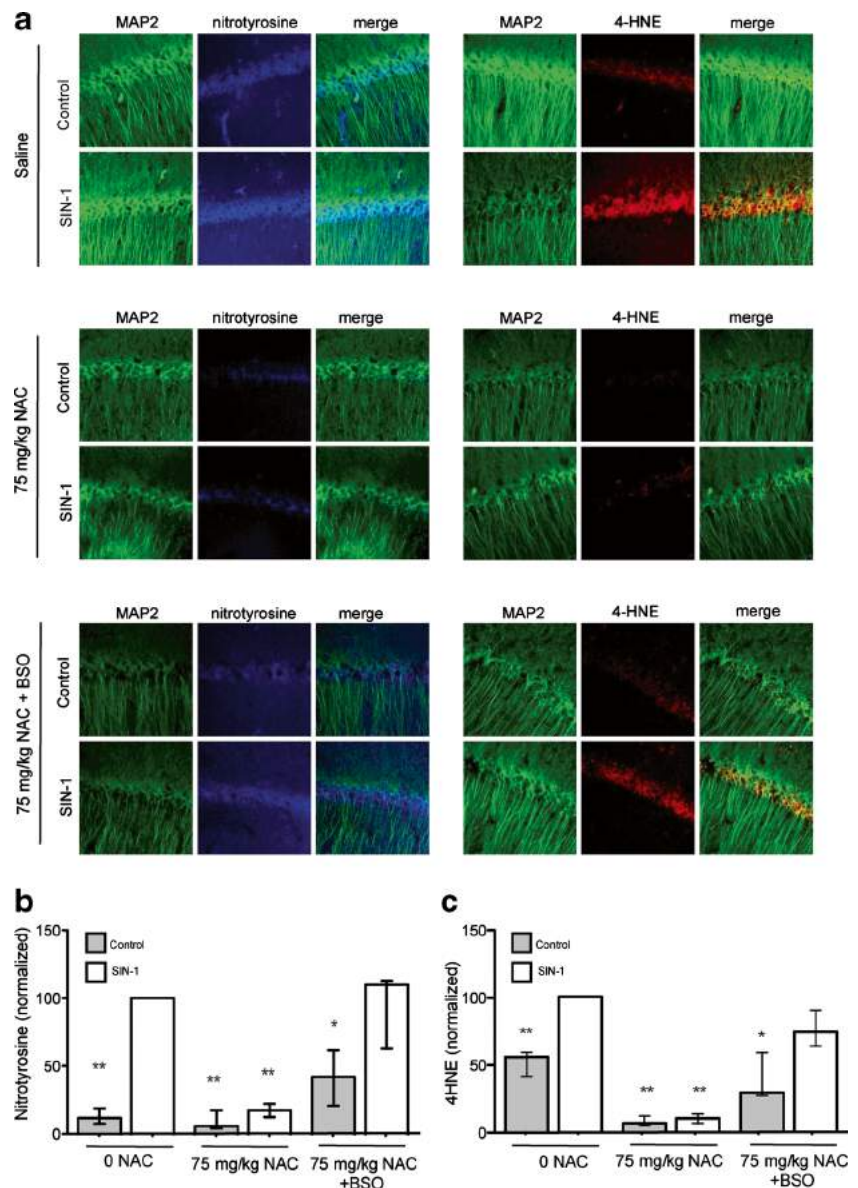 a
MAP2 nitrotyrosine merge MAP2 4-HNE merge
Saline
Control
SIN-1
MAP2 nitrotyrosine merge MAP2 4-HNE merge
75 mg/kg NAC
Control
SIN-1
MAP2 nitrotyrosine merge MAP2 4-HNE merge
75 mg/kg NAC + BSO
Control
SIN-1
b
Nitrotyrosine (normalized)
150
100
50
0
Control
SIN-1
** ** ** *
0 NAC 75 mg/kg NAC 75 mg/kg NAC
+BSO
c
4HNE (normalized)
150
100
50
0
Control
SIN-1
** ** ** *
0 NAC 75 mg/kg NAC 75 mg/kg NAC
+BSO